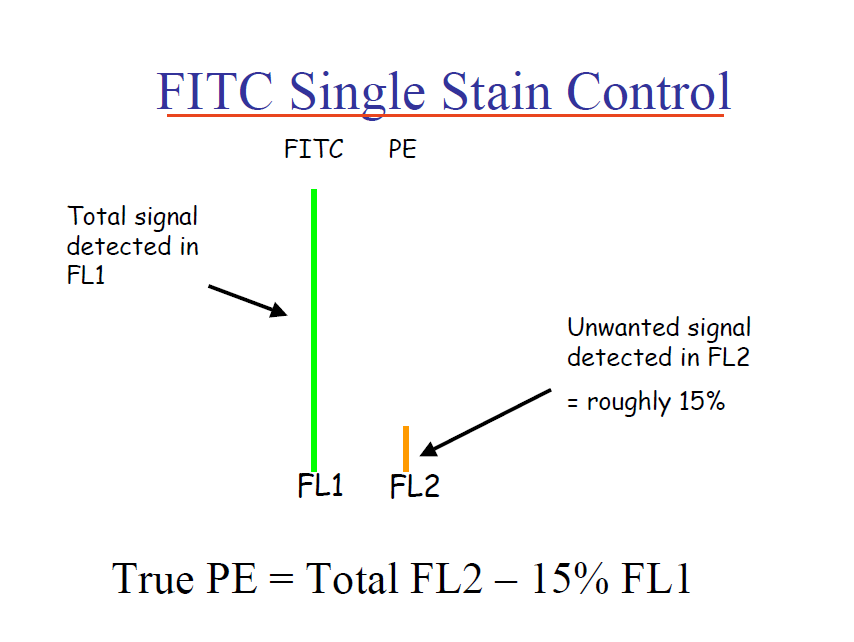 FITC Single Stain Control
FITC PE
Total signal
detected in
FL1
Unwanted signal
detected in FL2
= roughly 15%
FL1 FL2
True PE = Total FL2 – 15% FL1